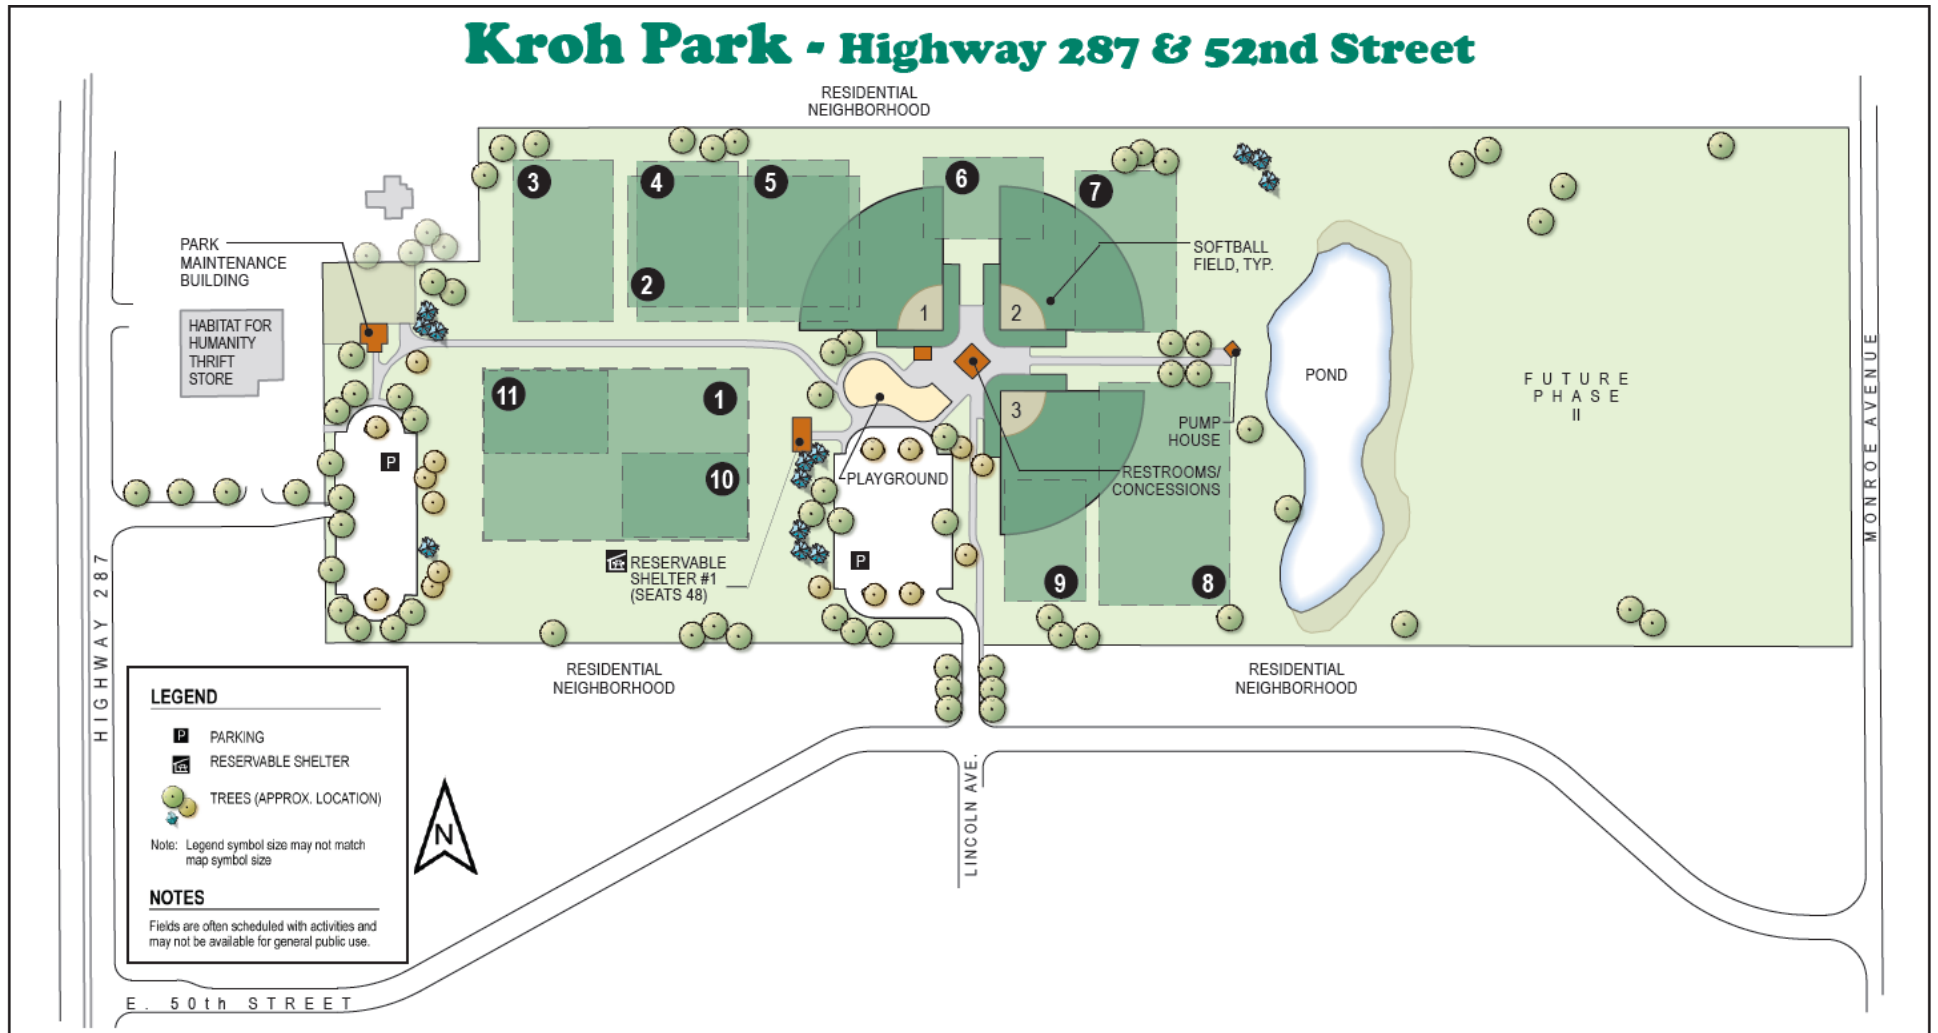 Kroh Park - Highway 287 & 52nd Street
RESIDENTIAL
NEIGHBORHOOD
3
4
5
6
7
2
PARK
MAINTENANCE
BUILDING
SOFTBALL
FIELD, TYP.
1
2
HABITAT FOR
HUMANITY
THRIFT
STORE
POND
FUTURE
PHASE
II
MONROE AVENUE
11
1
3
PUMP
HOUSE
P
10
PLAYGROUND
RESTROOMS/
CONCESSIONS
RESERVABLE
SHELTER #1
(SEATS 48)
P
9
8
HIGHWAY 287
RESIDENTIAL
NEIGHBORHOOD
RESIDENTIAL
NEIGHBORHOOD
LEGEND
P PARKING
RESERVABLE SHELTER
TREES (APPROX. LOCATION)
Note: Legend symbol size may not match
map symbol size
NOTES
Fields are often scheduled with activities and
may not be available for general public use.
N
LINCOLN AVE.
E. 50th STREET